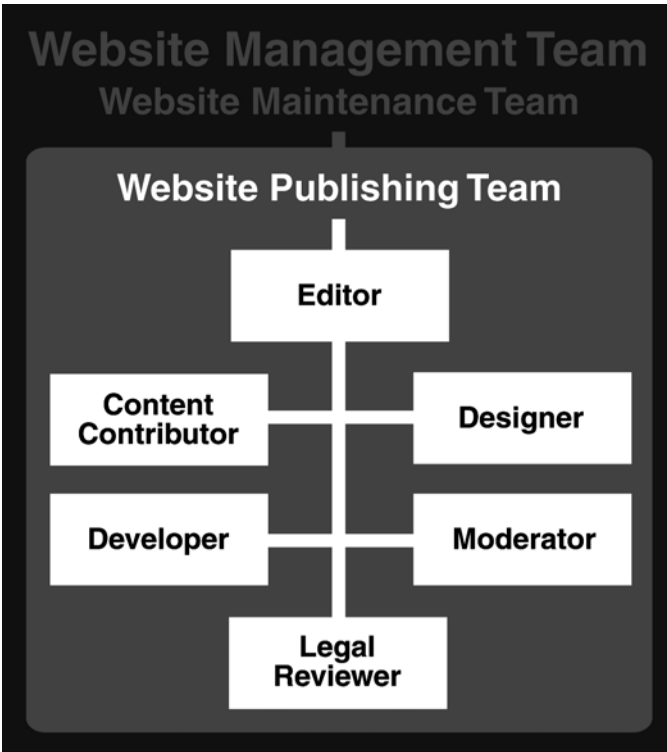 Website Management Team
Website Maintenance Team
Website Publishing Team
Editor
Content
Contributor
Designer
Developer
Moderator
Legal
Reviewer